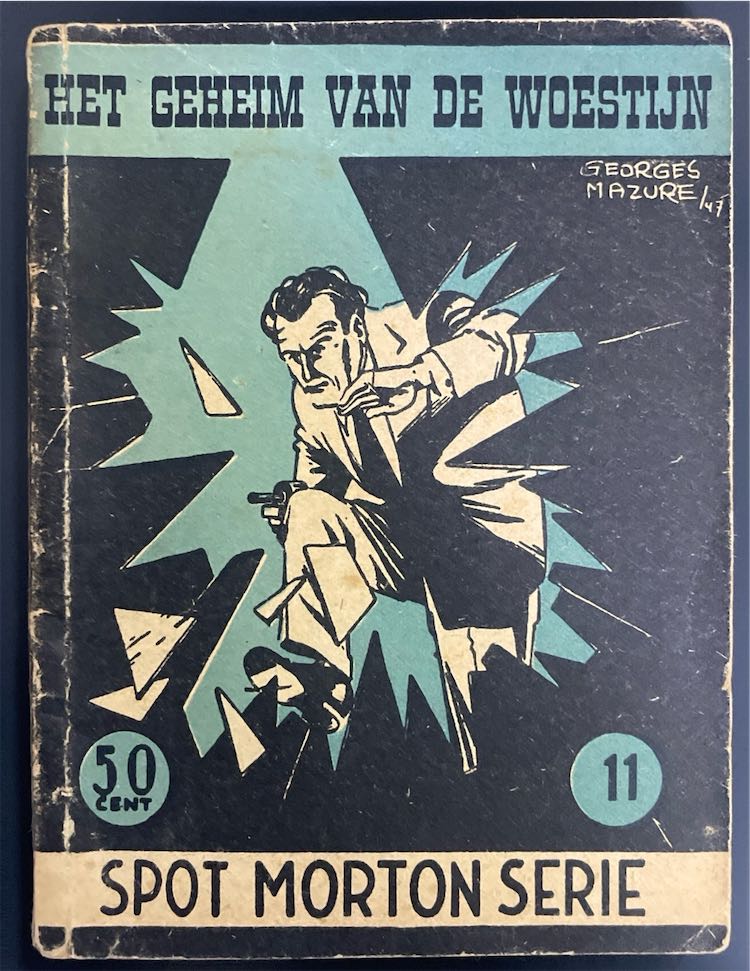 HET GEHEIM VAN DE WOESTIJN
GEORGES
MAZURE/47
50
CENT
11
SPOT MORTON SERIE